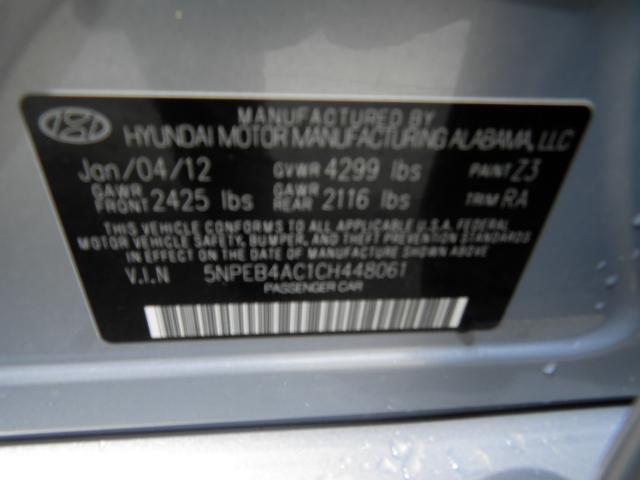 MANUFACTURED BY
HYUNDAI MOTOR MANUFACTURING ALABAMA, LLC
Jan/04/12 GVWR 4299 lbs PAINT Z3
GAWR FRONT 2425 lbs GAWR REAR 2116 lbs TRIM RA
THIS VEHICLE CONFORMS TO ALL APPLICABLE U.S.A. FEDERAL
MOTOR VEHICLE SAFETY, BUMPER, AND THEFT PREVENTION STANDARDS
IN EFFECT ON THE DATE OF MANUFACTURE SHOWN ABOVE
V.I.N 5NPEB4AC1CH448061
PASSENGER CAR